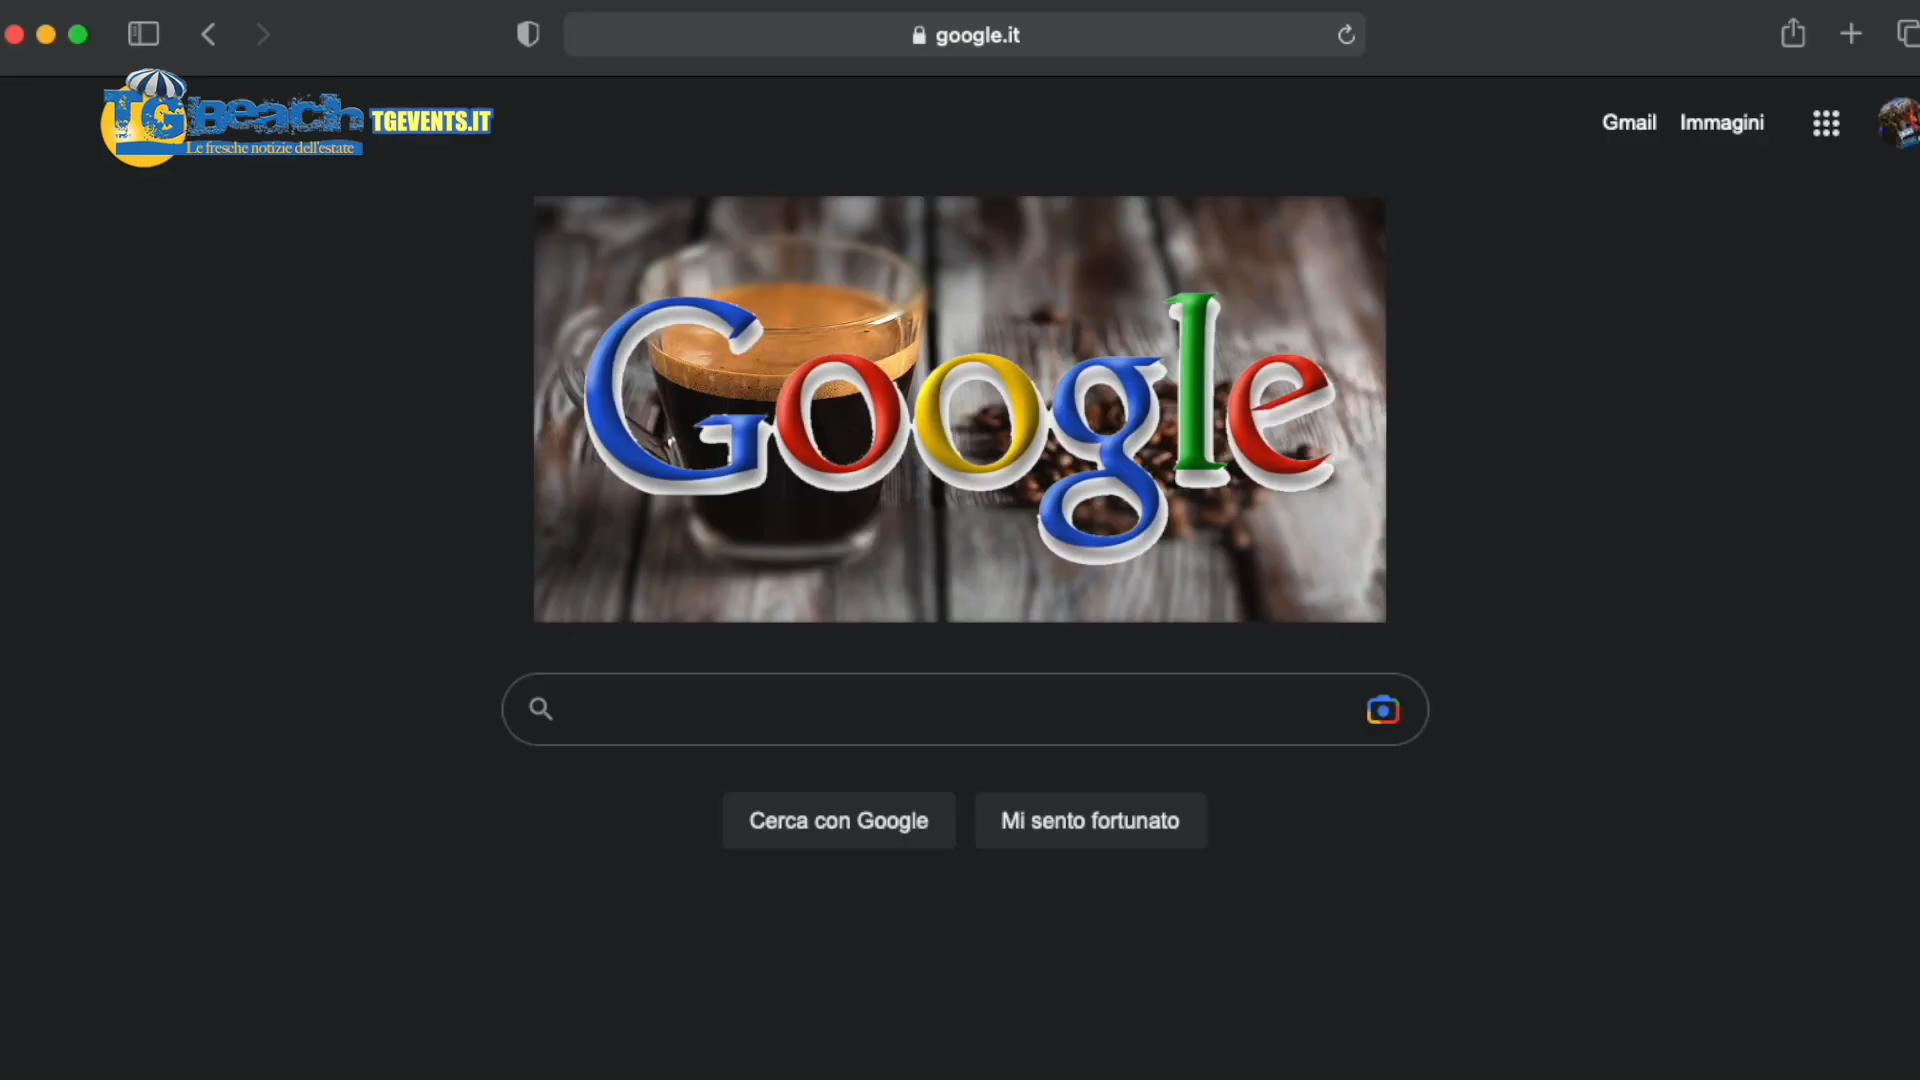 google.it
TGBeach TGEVENTS.IT
Le fresche notizie dell'estate
Gmail Immagini
Google
Cerca con Google Mi sento fortunato